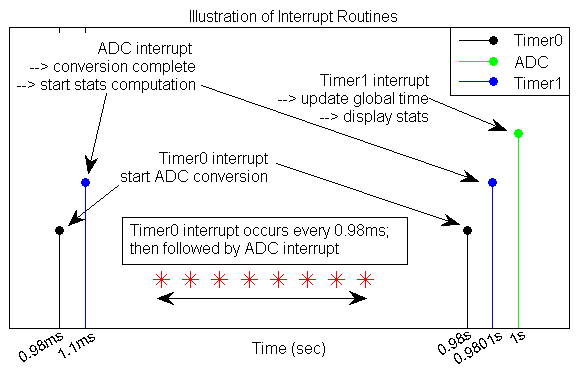 Illustration of Interrupt Routines
Timer0
ADC
Timer1
ADC interrupt
--> conversion complete
--> start stats computation
Timer1 interrupt
--> update global time
--> display stats
Timer0 interrupt
start ADC conversion
Timer0 interrupt occurs every 0.98ms;
then followed by ADC interrupt
0.98ms
1.1ms
0.98s
0.9801s
1s
Time (sec)